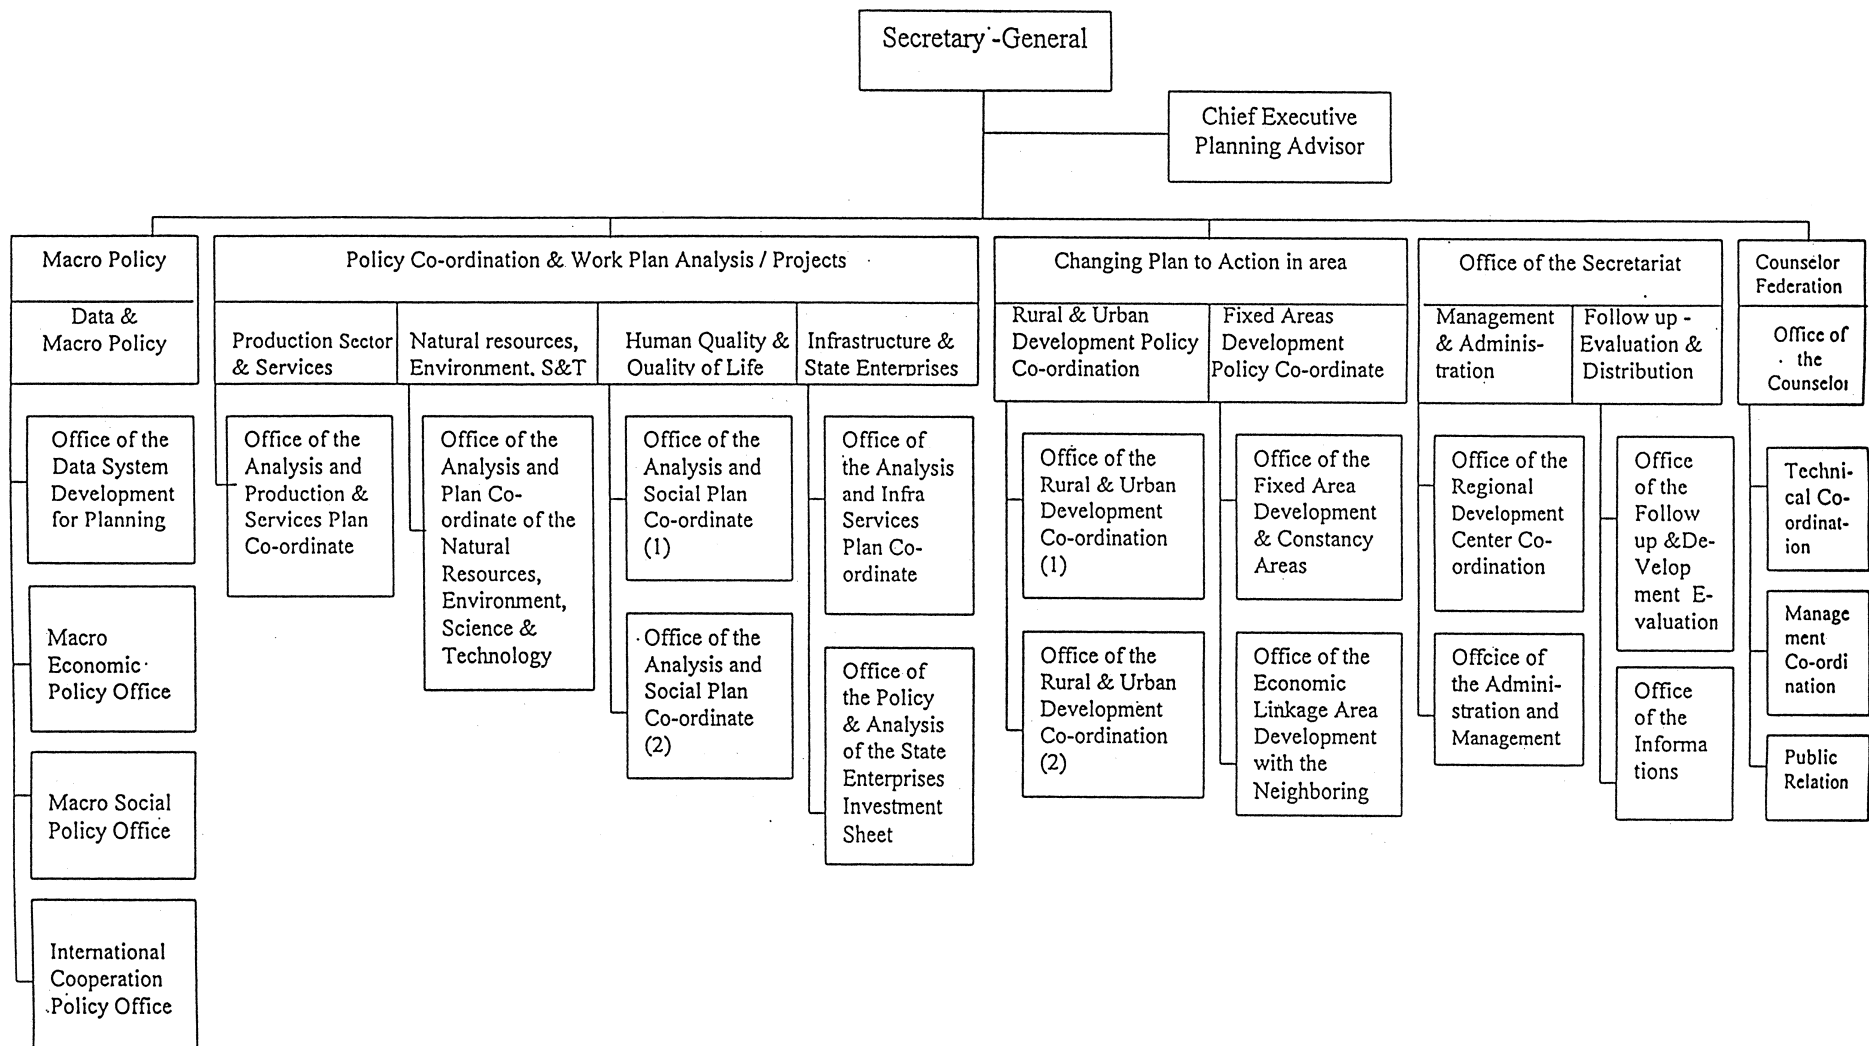 Secretary -General
Chief Executive
Planning Advisor
Macro Policy
Data &
Macro Policy
Office of the
Data System
Development
for Planning
Macro
Economic
Policy Office
Macro Social
Policy Office
International
Cooperation
Policy Office
Policy Co-ordination & Work Plan Analysis / Projects
Production Sector
& Services
Office of the
Analysis and
Production &
Services Plan
Co-ordinate
Natural resources,
Environment, S&T
Office of the
Analysis and
Plan Co-
ordinate of the
Natural
Resources,
Environment,
Science &
Technology
Human Quality &
Quality of Life
Office of the
Analysis and
Social Plan
Co-ordinate
(1)
Office of the
Analysis and
Social Plan
Co-ordinate
(2)
Infrastructure &
State Enterprises
Office of
the Analysis
and Infra
Services
Plan Co-
ordinate
Office of
the Policy
& Analysis
of the State
Enterprises
Investment
Sheet
Changing Plan to Action in area
Rural & Urban
Development Policy
Co-ordination
Office of the
Rural & Urban
Development
Co-ordination
(1)
Office of the
Rural & Urban
Development
Co-ordination
(2)
Fixed Areas
Development
Policy Co-ordinate
Office of the
Fixed Area
Development
& Constancy
Areas
Office of the
Economic
Linkage Area
Development
with the
Neighboring
Office of the Secretariat
Management
& Adminis-
tration
Office of the
Regional
Development
Center Co-
ordination
Offcice of
the Admini-
stration and
Management
Follow up -
Evaluation &
Distribution
Office
of the
Follow
up &De-
Velop
ment E-
valuation
Office
of the
Informa
tions
Counselor
Federation
Office of
the
Counselor
Techni-
cal Co-
ordinat-
ion
Manage
ment
Co-ordi
nation
Public
Relation